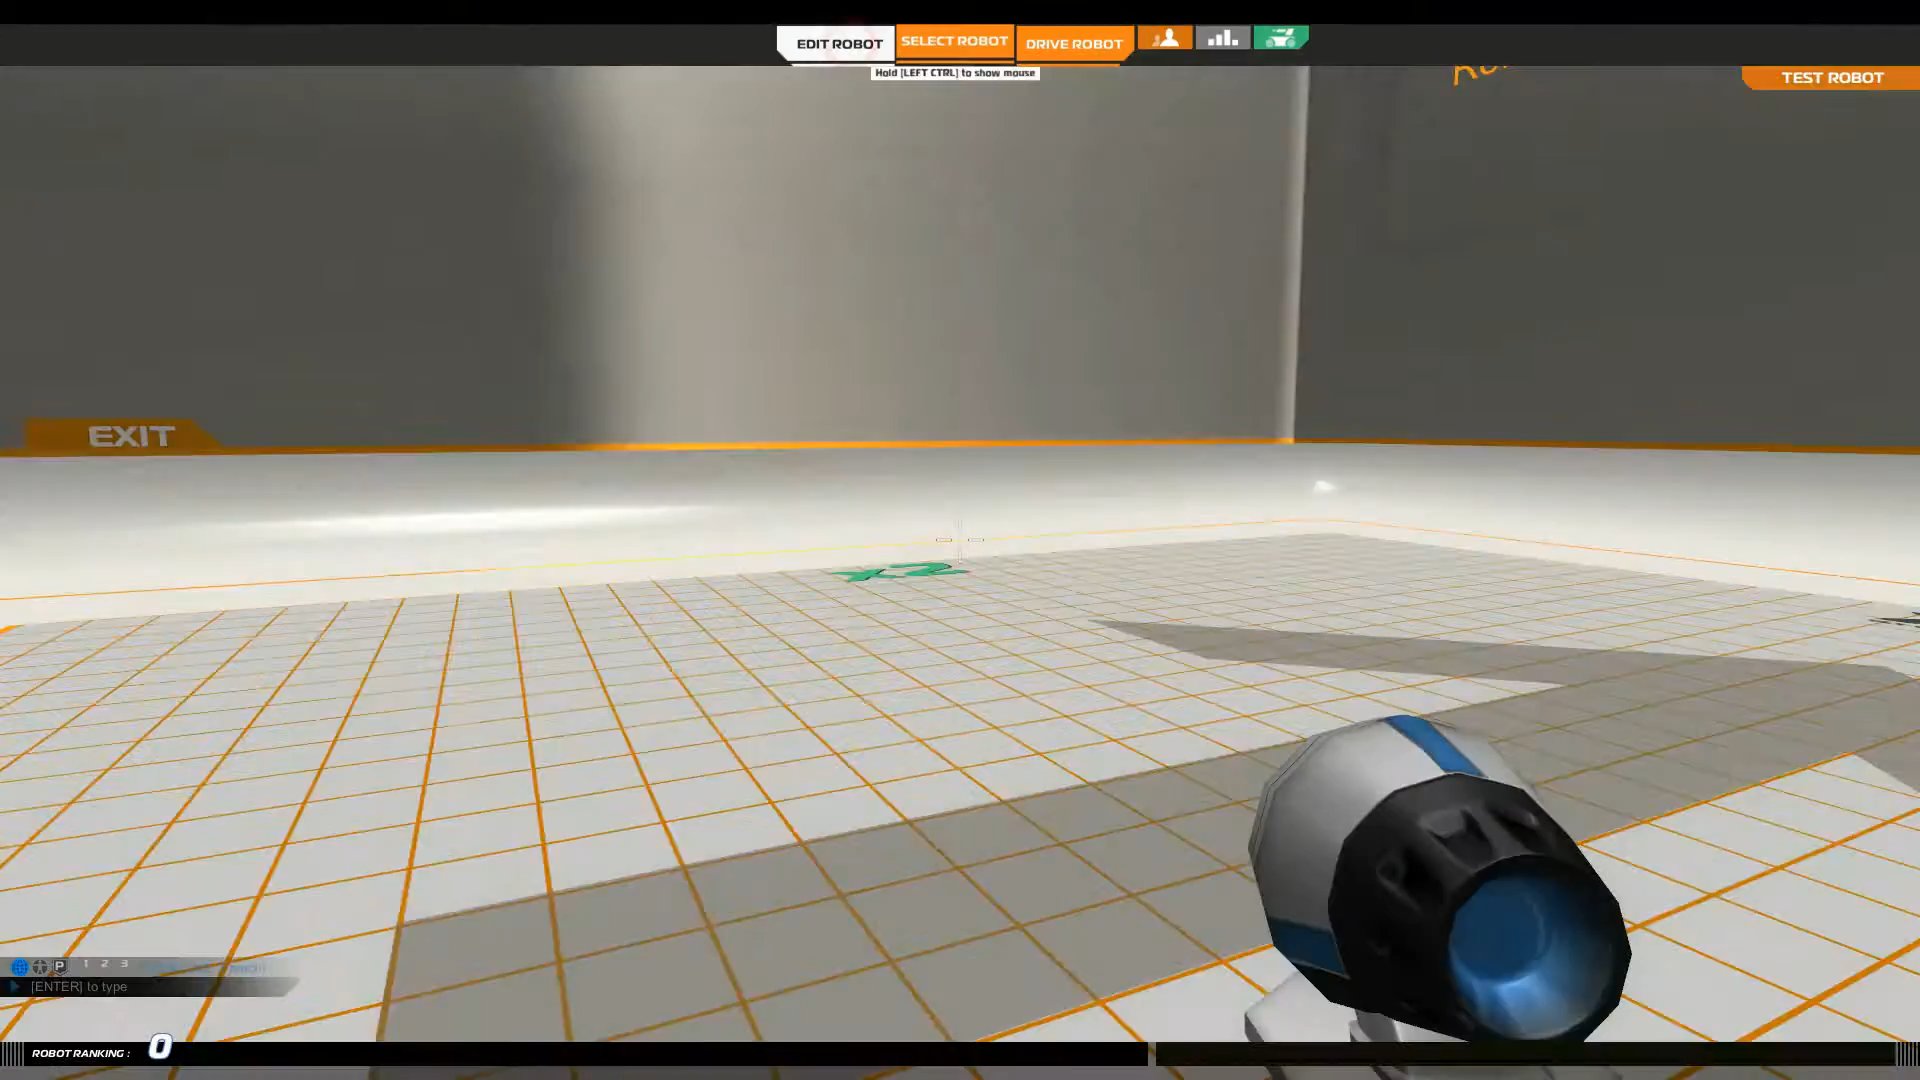 EDIT ROBOT
SELECT ROBOT
DRIVE ROBOT
Hold [LEFT CTRL] to show mouse
TEST ROBOT
EXIT
x2
P
1 2 3
[ENTER] to type
ROBOT RANKING : 0